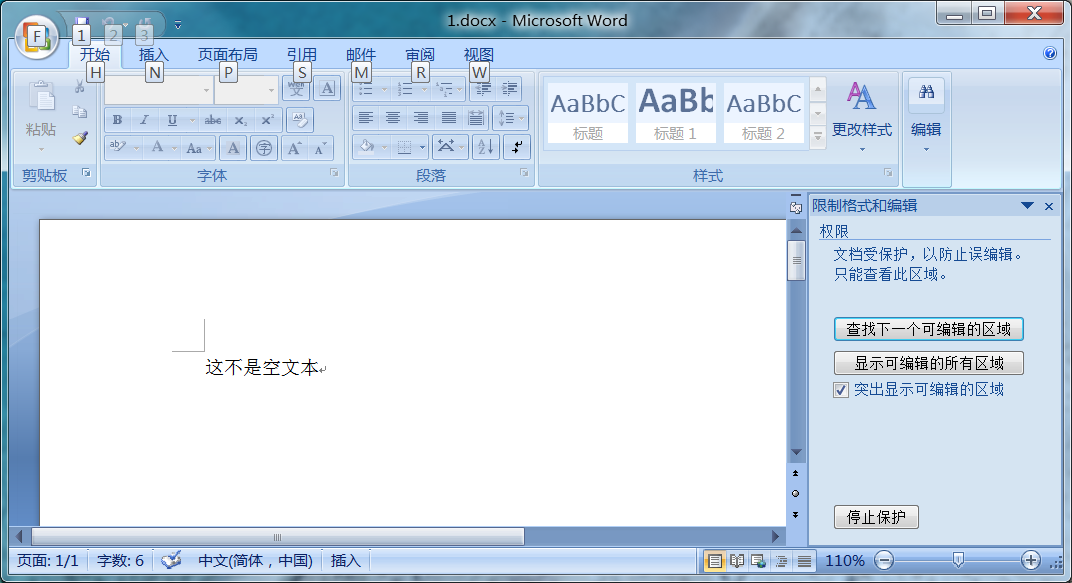 1.docx - Microsoft Word
F 1 2 3
开始 插入 页面布局 引用 邮件 审阅 视图
H N P S M R W
粘贴
剪贴板
wén A
B I U abe x₂ x²
ab A Aa A 字 A A
字体
段落
AaBbC AaBb AaBbC
标题 标题 1 标题 2
更改样式
样式
编辑
这不是空文本
限制格式和编辑
权限
文档受保护，以防止误编辑。
只能查看此区域。
查找下一个可编辑的区域
显示可编辑的所有区域
突出显示可编辑的区域
停止保护
页面: 1/1 字数: 6 中文(简体，中国) 插入 110%